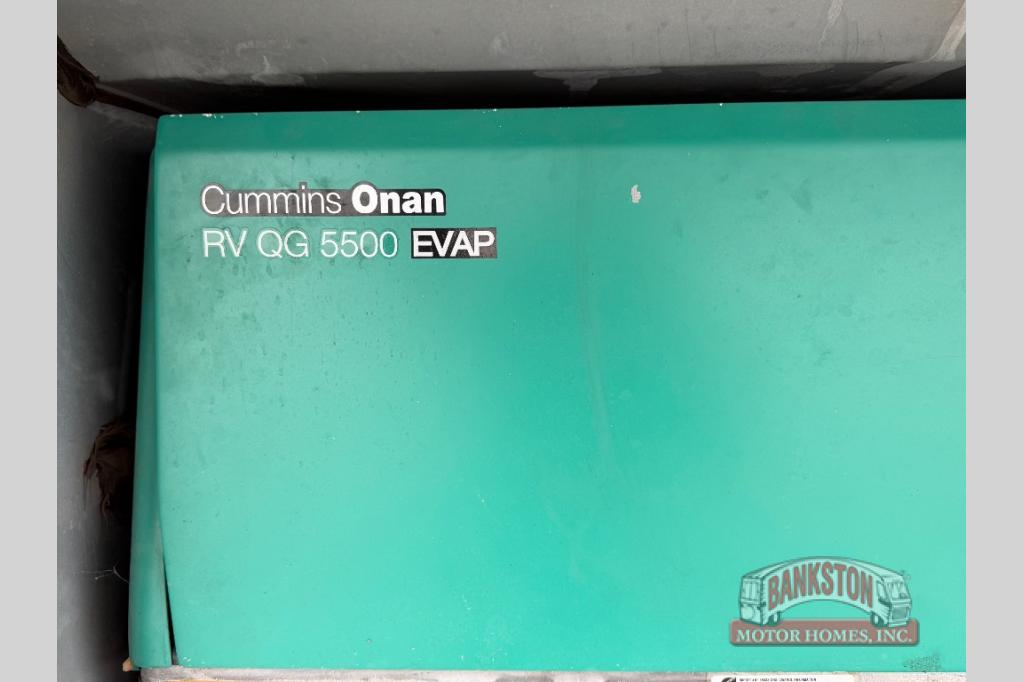 Cummins Onan
RV QG 5500 EVAP
BANKSTON
MOTOR HOMES, INC.